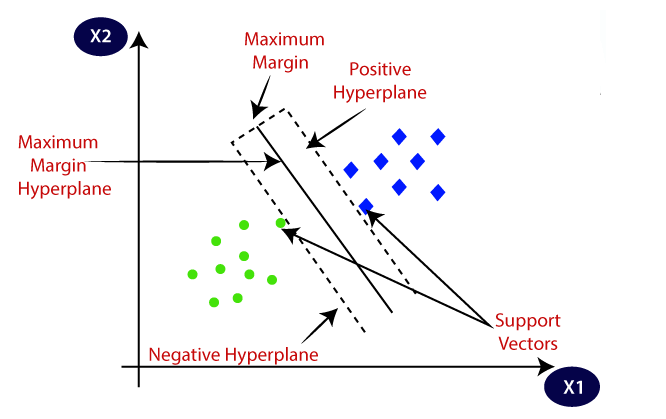 X2
Maximum
Margin
Positive
Hyperplane
Maximum
Margin
Hyperplane
Support
Vectors
Negative Hyperplane
X1